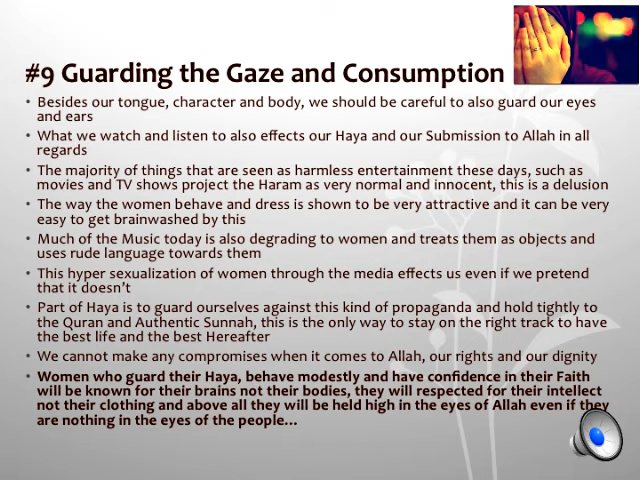 #9 Guarding the Gaze and Consumption
• Besides our tongue, character and body, we should be careful to also guard our eyes
and ears
• What we watch and listen to also effects our Haya and our Submission to Allah in all
regards
• The majority of things that are seen as harmless entertainment these days, such as
movies and TV shows project the Haram as very normal and innocent, this is a delusion
• The way the women behave and dress is shown to be very attractive and it can be very
easy to get brainwashed by this
• Much of the Music today is also degrading to women and treats them as objects and
uses rude language towards them
• This hyper sexualization of women through the media effects us even if we pretend
that it doesn’t
• Part of Haya is to guard ourselves against this kind of propaganda and hold tightly to
the Quran and Authentic Sunnah, this is the only way to stay on the right track to have
the best life and the best Hereafter
• We cannot make any compromises when it comes to Allah, our rights and our dignity
• Women who guard their Haya, behave modestly and have confidence in their Faith
will be known for their brains not their bodies, they will respected for their intellect
not their clothing and above all they will be held high in the eyes of Allah even if they
are nothing in the eyes of the people…